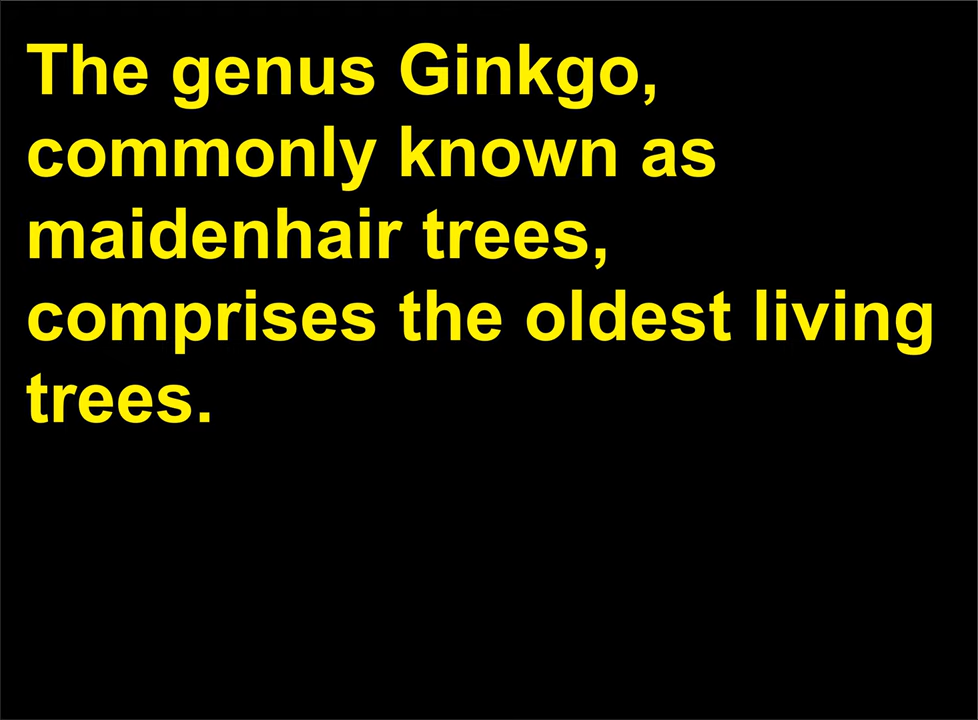 The genus Ginkgo,
commonly known as
maidenhair trees,
comprises the oldest living
trees.